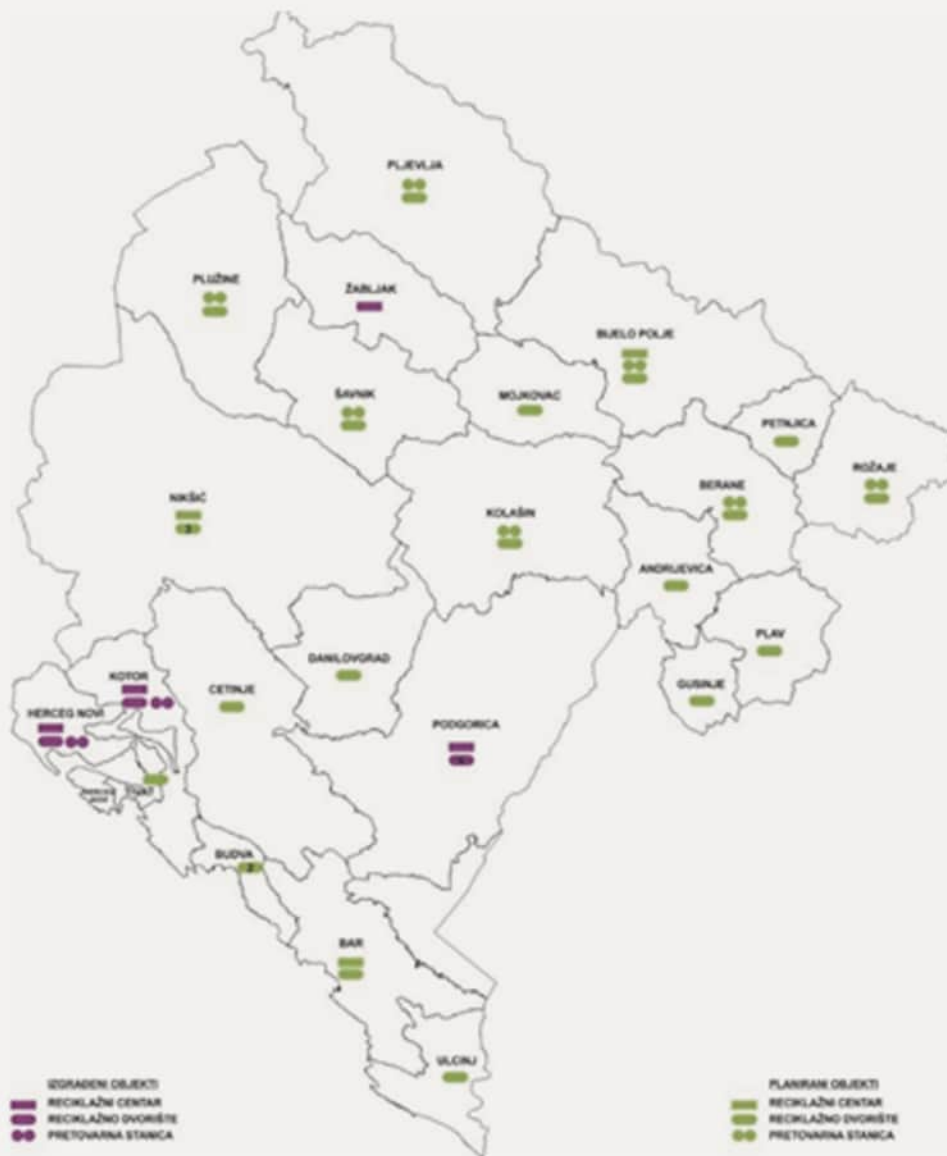 PLJEVLJA
PLUŽINE
ŽABLJAK
BIJELO POLJE
ŠAVNIK
MOJKOVAC
PETNJICA
ROŽAJE
BERANE
NIKŠIĆ
3
KOLAŠIN
ANDRIJEVICA
PLAV
DANILOVGRAD
KOTOR
CETINJE
GUSINJE
HERCEG NOVI
PODGORICA
TIVAT
BUDVA
2
BAR
ULCINJ
IZGRAĐENI OBJEKTI
RECIKLAŽNI CENTAR
RECIKLAŽNO DVORIŠTE
PRETOVARNA STANICA
PLANIRANI OBJEKTI
RECIKLAŽNI CENTAR
RECIKLAŽNO DVORIŠTE
PRETOVARNA STANICA